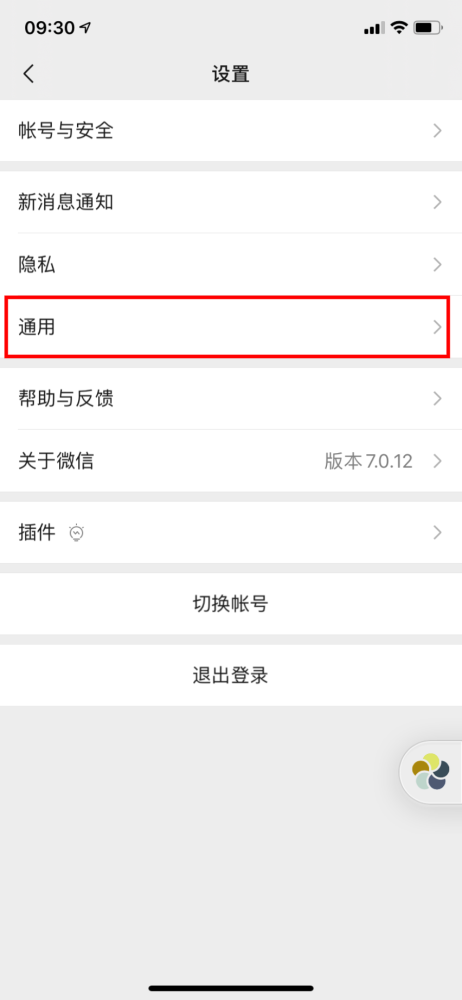 09:30
设置
帐号与安全
新消息通知
隐私
通用
帮助与反馈
关于微信 版本 7.0.12
插件
切换帐号
退出登录